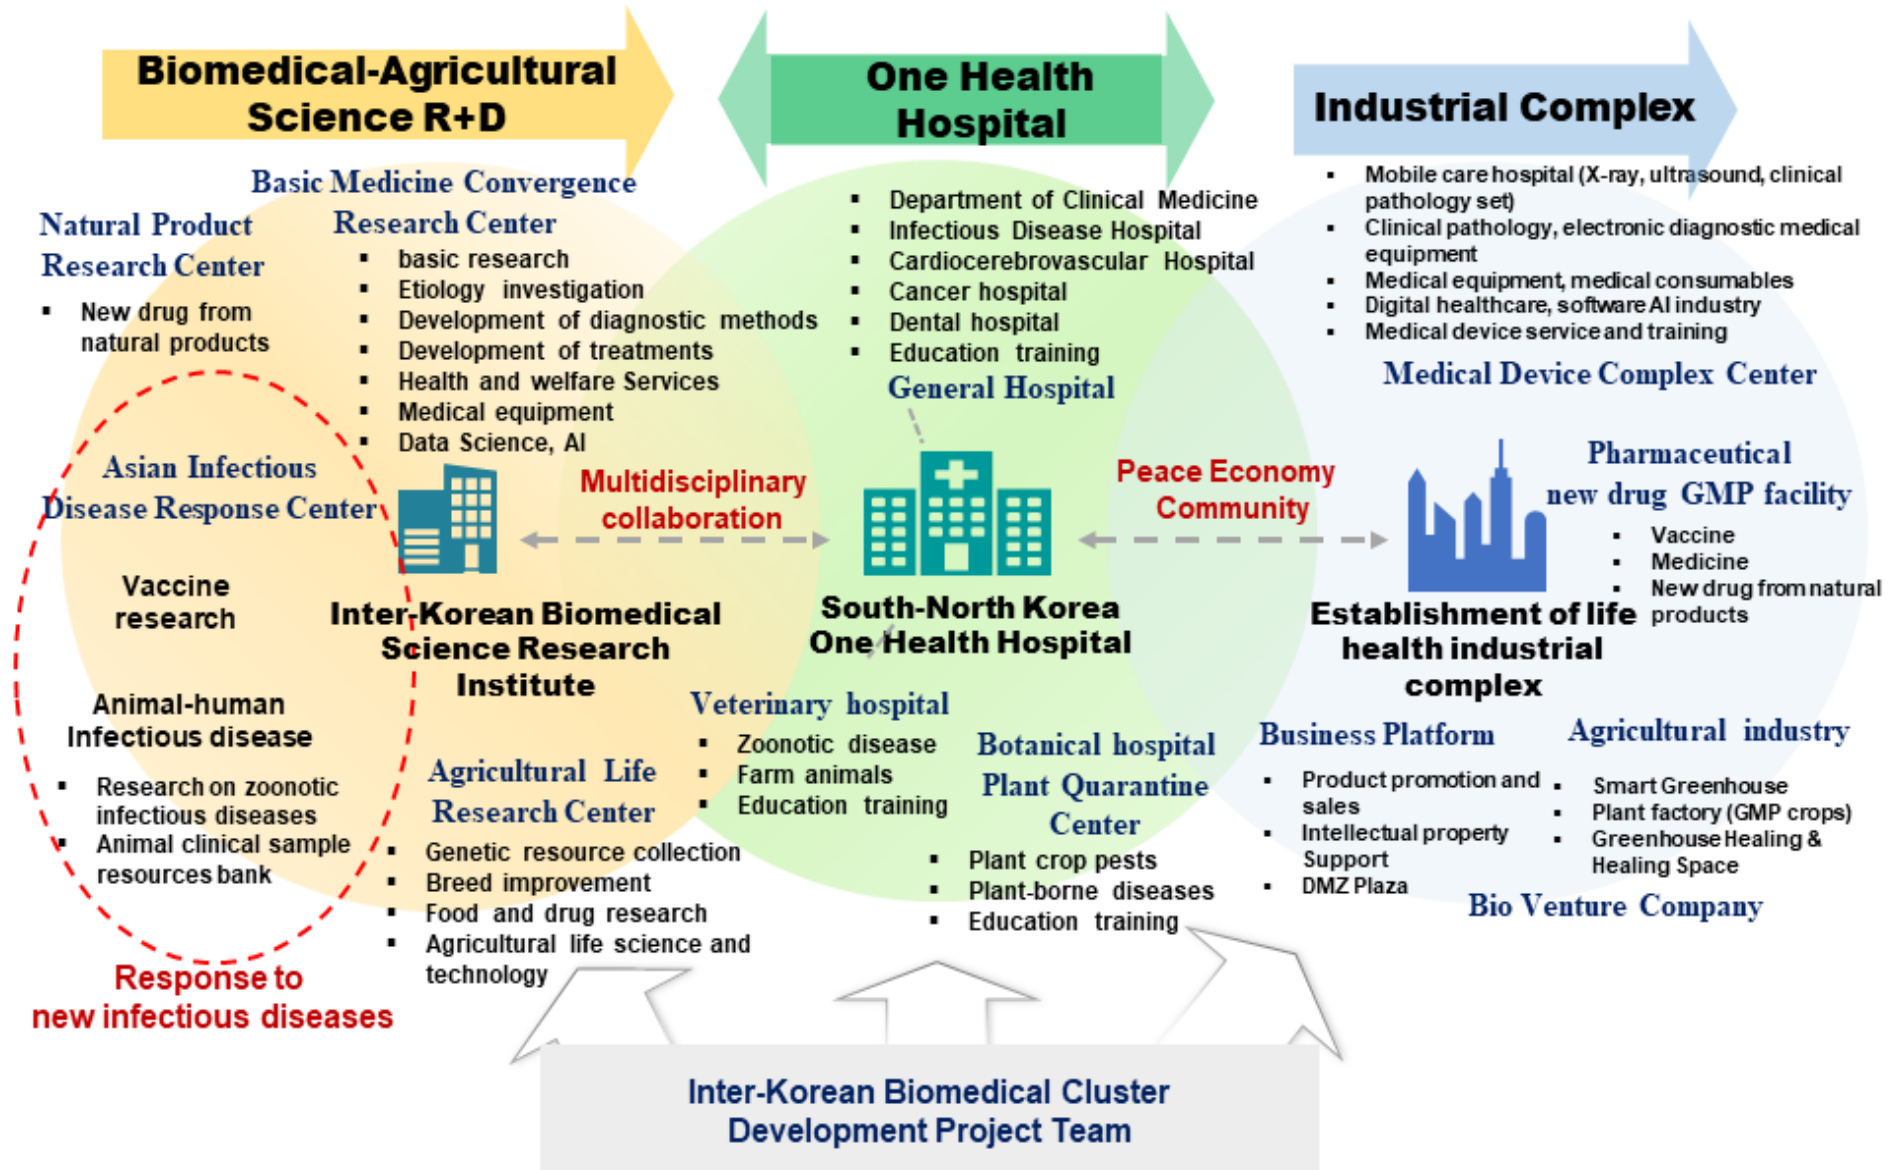 Biomedical-Agricultural
Science R+D
One Health
Hospital
Industrial Complex
Natural Product
Research Center
▪ New drug from
natural products
Basic Medicine Convergence
Research Center
▪ basic research
▪ Etiology investigation
▪ Development of diagnostic methods
▪ Development of treatments
▪ Health and welfare Services
▪ Medical equipment
▪ Data Science, AI
▪ Department of Clinical Medicine
▪ Infectious Disease Hospital
▪ Cardiocerebrovascular Hospital
▪ Cancer hospital
▪ Dental hospital
▪ Education training
General Hospital
▪ Mobile care hospital (X-ray, ultrasound, clinical
pathology set)
▪ Clinical pathology, electronic diagnostic medical
equipment
▪ Medical equipment, medical consumables
▪ Digital healthcare, software AI industry
▪ Medical device service and training
Medical Device Complex Center
Asian Infectious
Disease Response Center
Vaccine
research
Animal-human
Infectious disease
▪ Research on zoonotic
infectious diseases
▪ Animal clinical sample
resources bank
Response to
new infectious diseases
Inter-Korean Biomedical
Science Research
Institute
Multidisciplinary
collaboration
South-North Korea
One Health Hospital
Peace Economy
Community
Establishment of life
health industrial
complex
Pharmaceutical
new drug GMP facility
▪ Vaccine
▪ Medicine
▪ New drug from natural
products
Agricultural Life
Research Center
▪ Genetic resource collection
▪ Breed improvement
▪ Food and drug research
▪ Agricultural life science and
technology
Veterinary hospital
▪ Zoonotic disease
▪ Farm animals
▪ Education training
Botanical hospital
Plant Quarantine
Center
▪ Plant crop pests
▪ Plant-borne diseases
▪ Education training
Business Platform
▪ Product promotion and
sales
▪ Intellectual property
Support
▪ DMZ Plaza
Agricultural industry
▪ Smart Greenhouse
▪ Plant factory (GMP crops)
▪ Greenhouse Healing &
Healing Space
Bio Venture Company
Inter-Korean Biomedical Cluster
Development Project Team